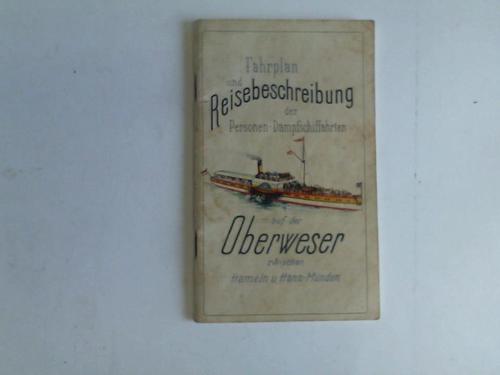 Fahrplan
und
Reisebeschreibung
der
Personen-Dampfschiffahrten
auf der
Oberweser
zwischen
Hameln u. Hann.-Münden